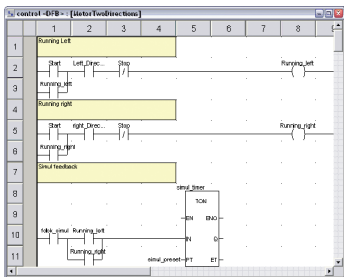 control <DFB> : [MotorTwoDirections]
1 2 3 4 5 6 7 8
1 Running Left
2 Start Left_Direc... Stop Running_left
3 Running_left
4 Running right
5 Start right_Direc... Stop Running_right
6 Running_right
7 Simul feedback
8 simul_timer
TON
9 EN ENO
10 fdbk_simul Running_left IN Q
11 Running_right simul_preset PT ET